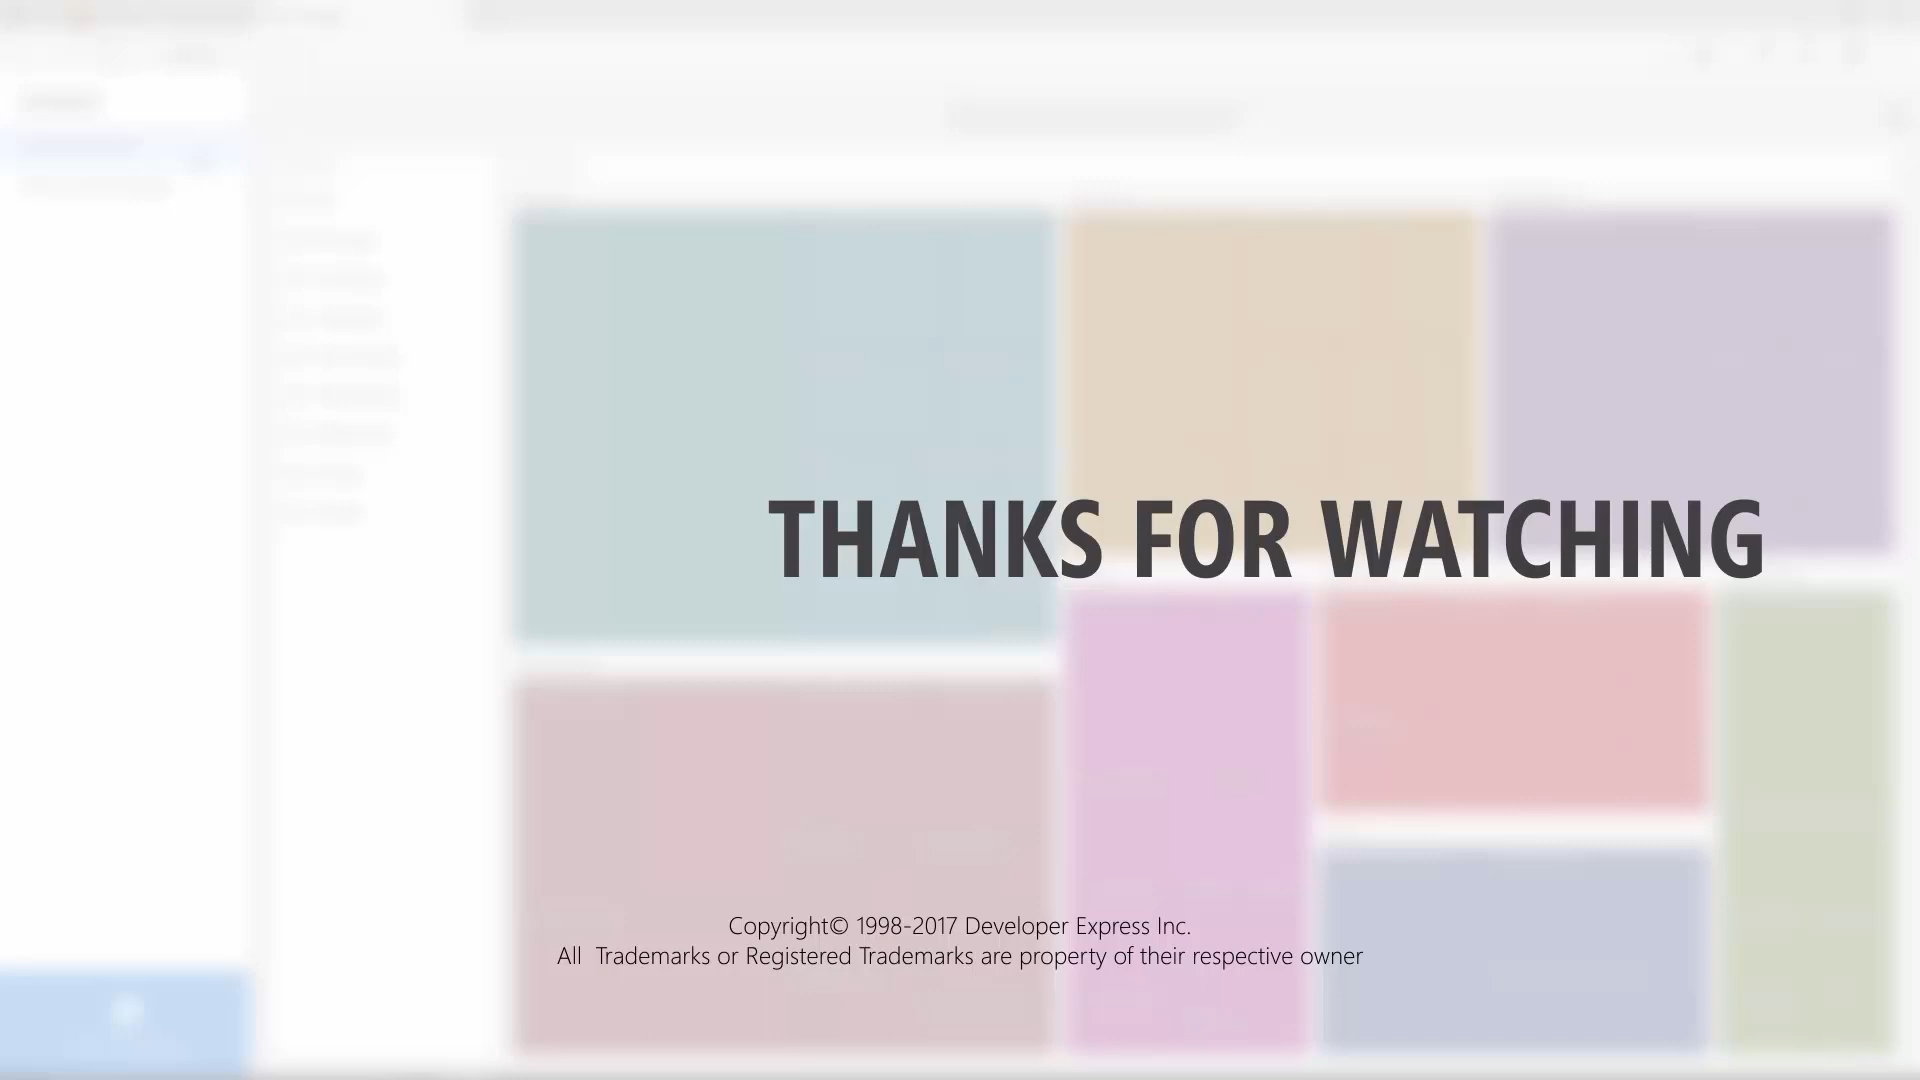 THANKS FOR WATCHING
Copyright© 1998-2017 Developer Express Inc.
All  Trademarks or Registered Trademarks are property of their respective owner